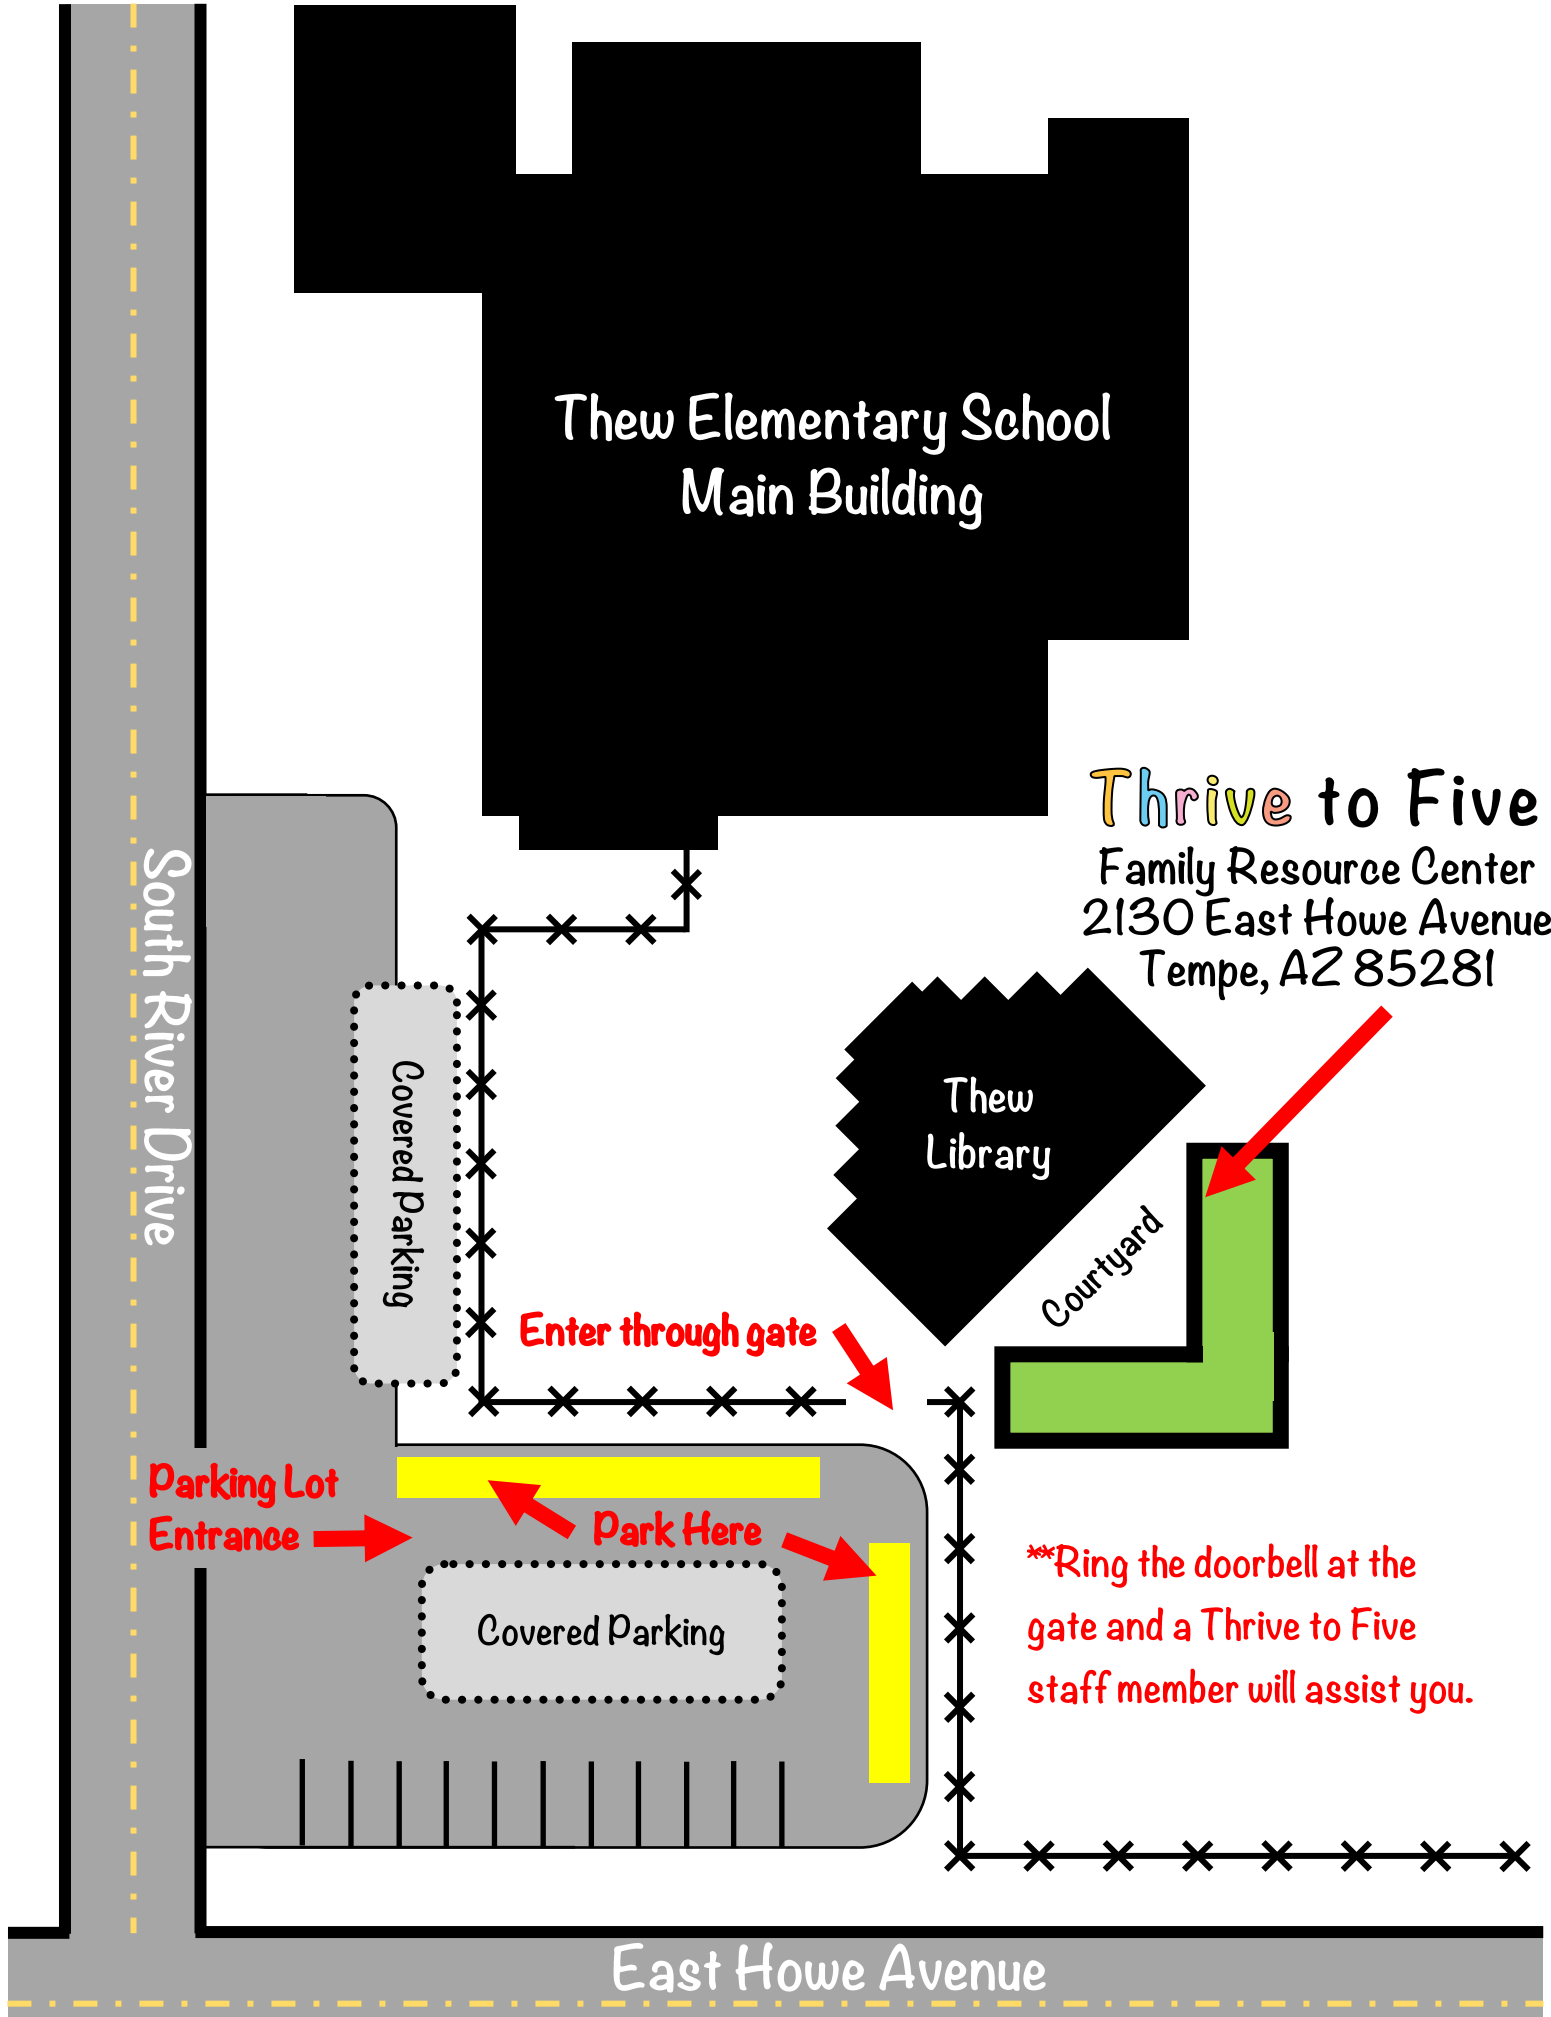 Thew Elementary School
Main Building
Thrive to Five
Family Resource Center
2130 East Howe Avenue
Tempe, AZ 85281
South River Drive
Covered Parking
Thew
Library
Courtyard
Enter through gate
Parking Lot
Entrance
Park Here
Covered Parking
**Ring the doorbell at the
gate and a Thrive to Five
staff member will assist you.
East Howe Avenue